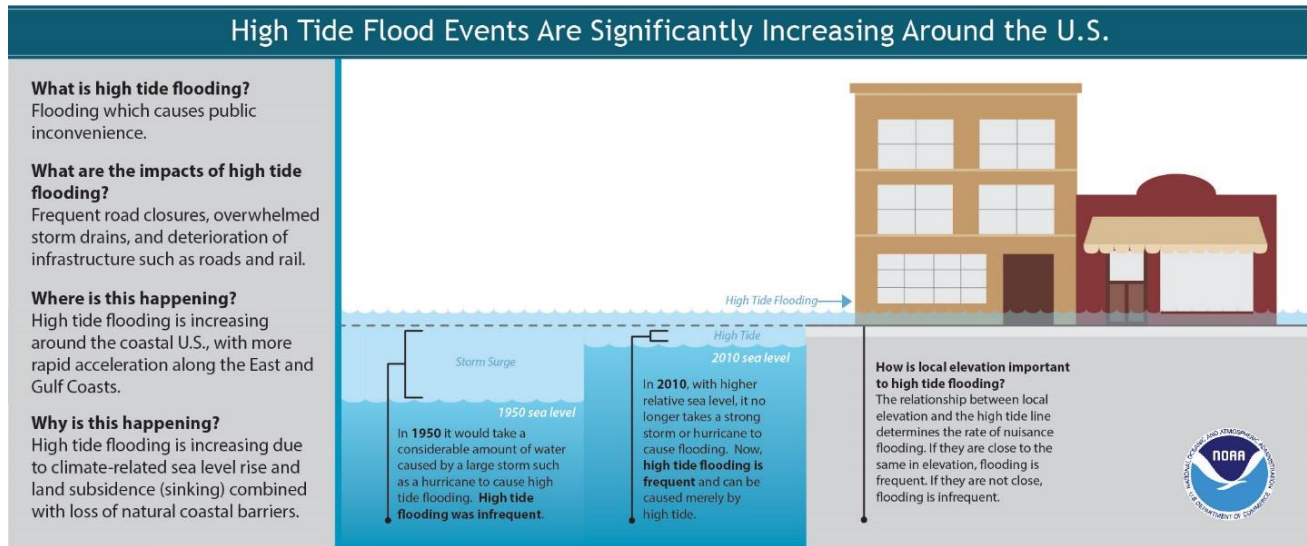 High Tide Flood Events Are Significantly Increasing Around the U.S.
What is high tide flooding?
Flooding which causes public
inconvenience.
What are the impacts of high tide
flooding?
Frequent road closures, overwhelmed
storm drains, and deterioration of
infrastructure such as roads and rail.
Where is this happening?
High tide flooding is increasing
around the coastal U.S., with more
rapid acceleration along the East and
Gulf Coasts.
Why is this happening?
High tide flooding is increasing due
to climate-related sea level rise and
land subsidence (sinking) combined
with loss of natural coastal barriers.
High Tide Flooding
Storm Surge
1950 sea level
In 1950 it would take a
considerable amount of water
caused by a large storm such
as a hurricane to cause high
tide flooding. High tide
flooding was infrequent.
High Tide
2010 sea level
In 2010, with higher
relative sea level, it no
longer takes a strong
storm or hurricane to
cause flooding. Now,
high tide flooding is
frequent and can be
caused merely by
high tide.
How is local elevation important
to high tide flooding?
The relationship between local
elevation and the high tide line
determines the rate of nuisance
flooding. If they are close to the
same in elevation, flooding is
frequent. If they are not close,
flooding is infrequent.
NATIONAL OCEANIC AND ATMOSPHERIC ADMINISTRATION
NOAA
U.S. DEPARTMENT OF COMMERCE